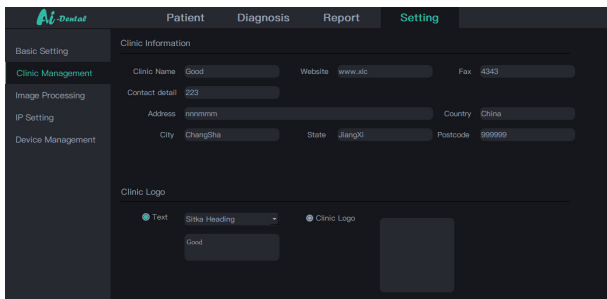 Ai-Dental Patient Diagnosis Report Setting
Basic Setting
Clinic Management
Image Processing
IP Setting
Device Management
Clinic Information
Clinic Name Good Website www.xlc Fax 4343
Contact detail 223
Address nnnmmm Country China
City ChangSha State JiangXi Postcode 999999
Clinic Logo
Text Sitka Heading Clinic Logo
Good